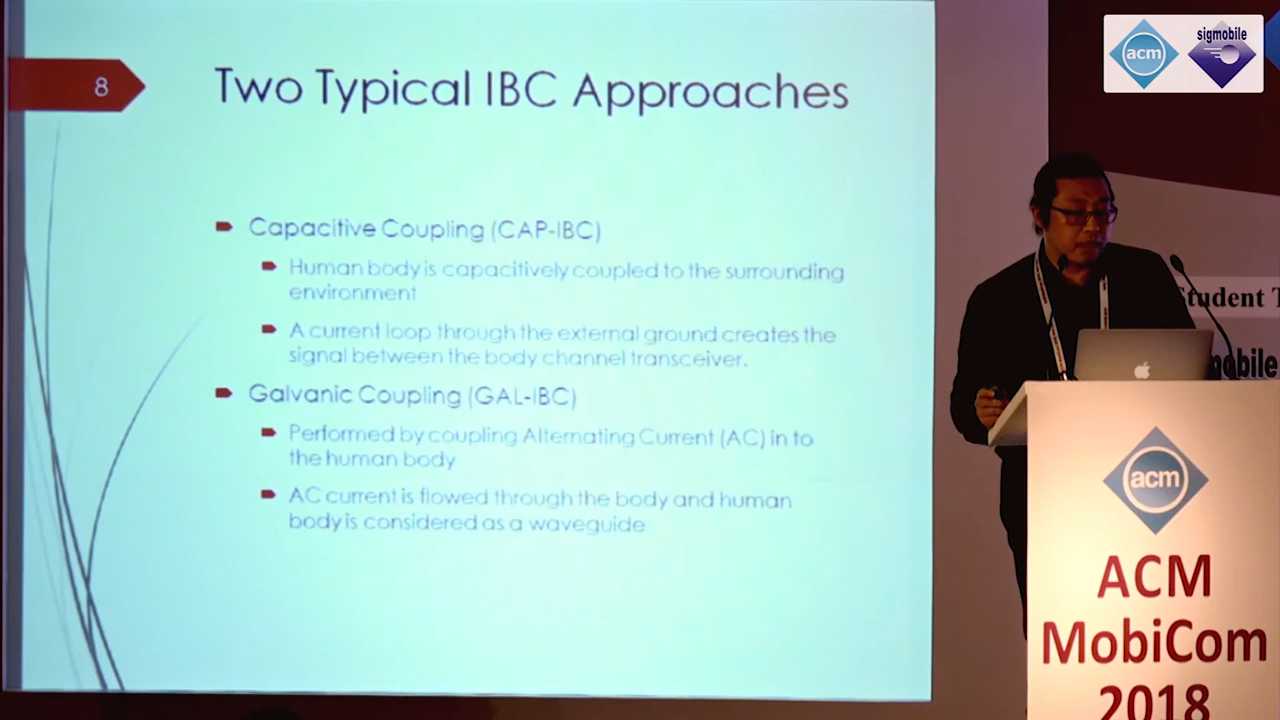 8
Two Typical IBC Approaches
Capacitive Coupling (CAP-IBC)
Human body is capacitively coupled to the surrounding
environment
A current loop through the external ground creates the
signal between the body channel transceiver.
Galvanic Coupling (GAL-IBC)
Performed by coupling Alternating Current (AC) in to
the human body
AC current is flowed through the body and human
body is considered as a waveguide
acm
sigmobile
Student
acm
ACM
MobiCom
2018